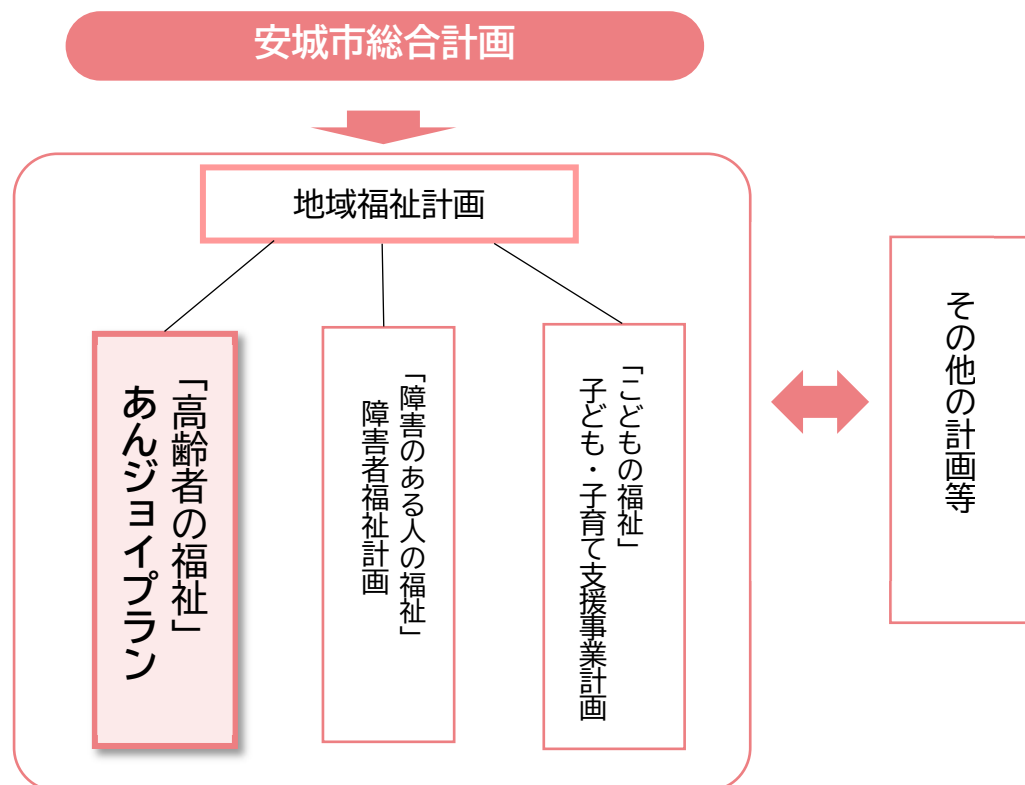 安城市総合計画
地域福祉計画
「高齢者の福祉」
あんジョイプラン
「障害のある人の福祉」
障害者福祉計画
「こどもの福祉」
子ども・子育て支援事業計画
その他の計画等